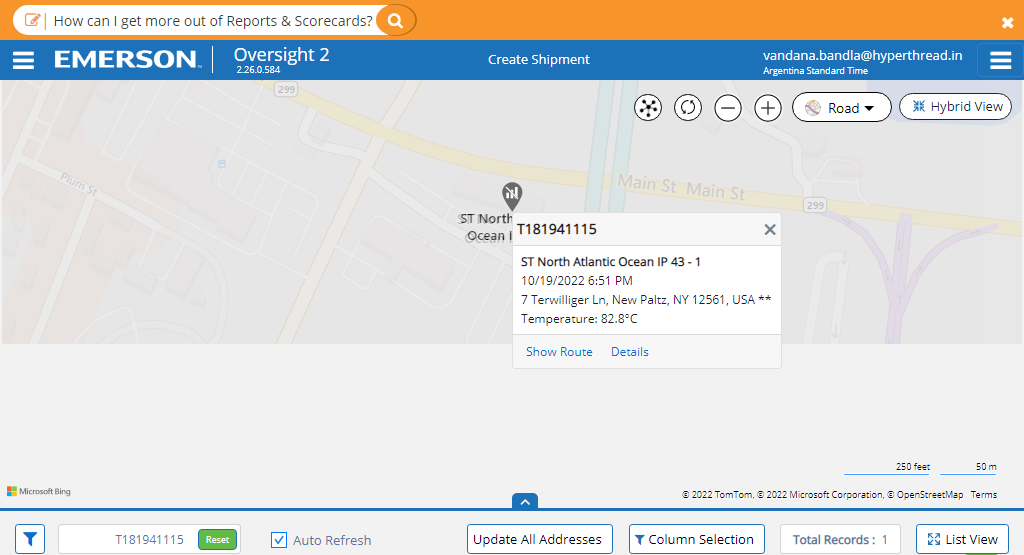 How can I get more out of Reports & Scorecards?
EMERSON Oversight 2
2.26.0.584
Create Shipment
vandana.bandla@hyperthread.in
Argentina Standard Time
299
Road
Hybrid View
Plum St
Main St Main St
299
ST North
Ocean I
T181941115
ST North Atlantic Ocean IP 43 - 1
10/19/2022 6:51 PM
7 Terwilliger Ln, New Paltz, NY 12561, USA **
Temperature: 82.8°C
Show Route Details
250 feet 50 m
Microsoft Bing
© 2022 TomTom, © 2022 Microsoft Corporation, © OpenStreetMap Terms
T181941115 Reset Auto Refresh Update All Addresses Column Selection Total Records : 1 List View